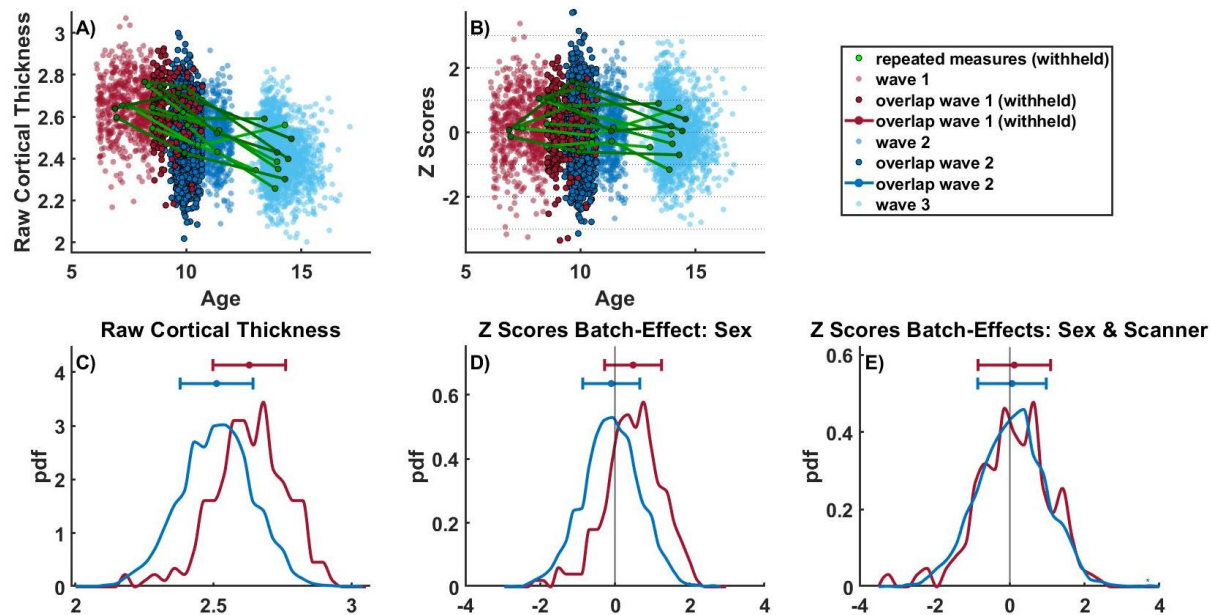 A)
Raw Cortical Thickness
3
2.8
2.6
2.4
2.2
2
5
10
15
Age
B)
Z Scores
2
0
-2
5
10
15
Age
repeated measures (withheld)
wave 1
overlap wave 1 (withheld)
overlap wave 1 (withheld)
wave 2
overlap wave 2
overlap wave 2
wave 3
Raw Cortical Thickness
C)
pdf
4
3
2
1
0
2
2.5
3
Z Scores Batch-Effect: Sex
D)
pdf
0.6
0.4
0.2
0
-4
-2
0
2
4
Z Scores Batch-Effects: Sex & Scanner
E)
pdf
0.6
0.4
0.2
0
-4
-2
0
2
4